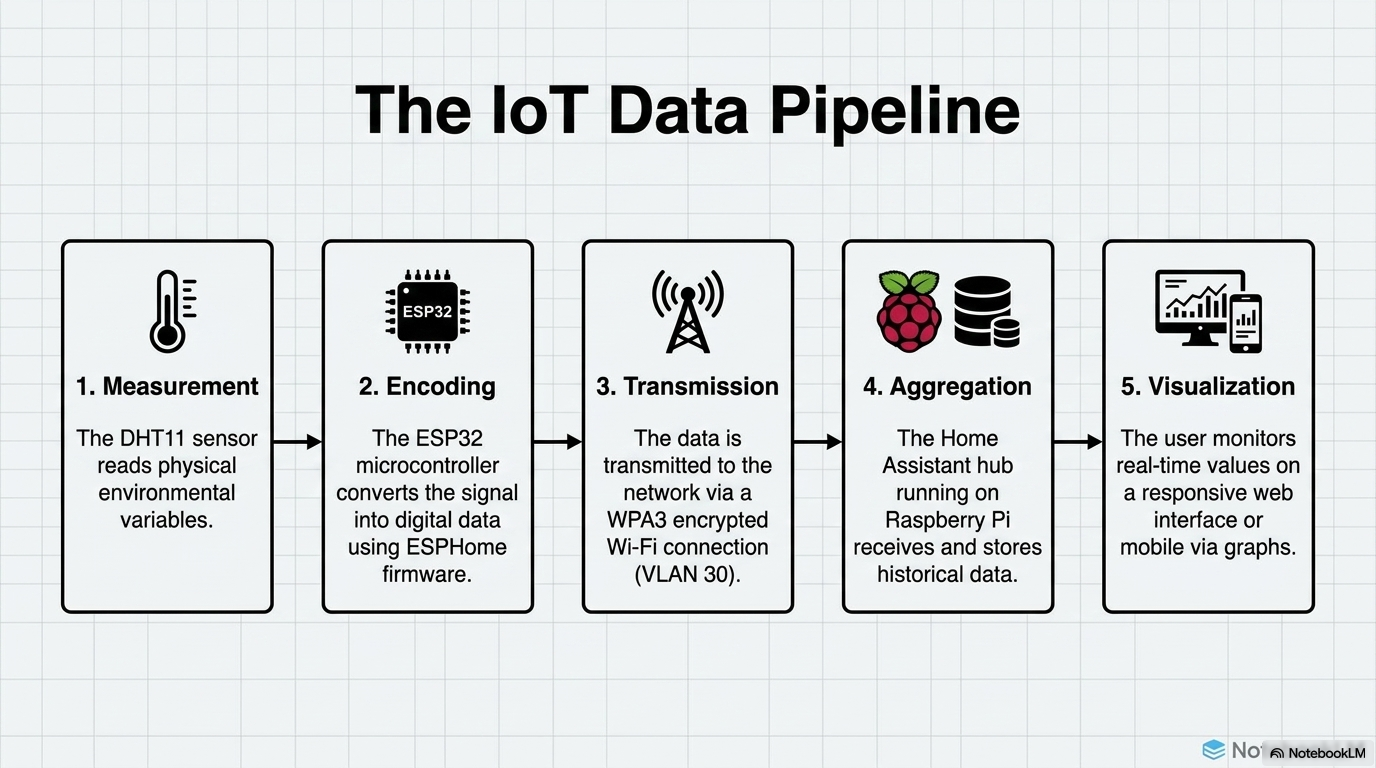 The IoT Data Pipeline
ESP32
1. Measurement
The DHT11 sensor
reads physical
environmental
variables.
2. Encoding
The ESP32
microcontroller
converts the signal
into digital data
using ESPHome
firmware.
3. Transmission
The data is
transmitted to the
network via a
WPA3 encrypted
Wi-Fi connection
(VLAN 30).
4. Aggregation
The Home
Assistant hub
running on
Raspberry Pi
receives and stores
historical data.
5. Visualization
The user monitors
real-time values on
a responsive web
interface or
mobile via graphs.
NotebookLM